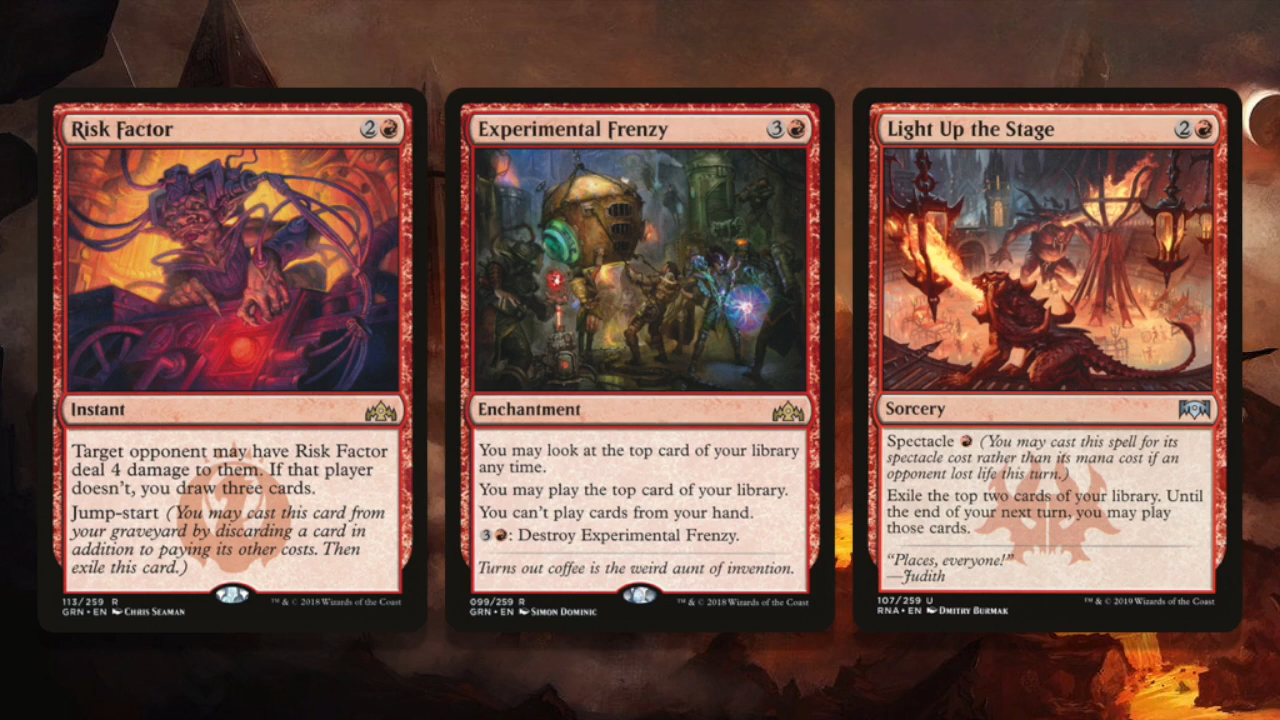 Risk Factor 2
Instant
Target opponent may have Risk Factor
deal 4 damage to them. If that player
doesn't, you draw three cards.
Jump-start (You may cast this card from
your graveyard by discarding a card in
addition to paying its other costs. Then
exile this card.)
113/259 R
GRN • EN Chris Seaman
™ & © 2018 Wizards of the Coast
Experimental Frenzy 3
Enchantment
You may look at the top card of your library
any time.
You may play the top card of your library.
You can't play cards from your hand.
3: Destroy Experimental Frenzy.
Turns out coffee is the weird aunt of invention.
099/259 R
GRN • EN Simon Dominic
™ & © 2018 Wizards of the Coast
Light Up the Stage 2
Sorcery
Spectacle (You may cast this spell for its
spectacle cost rather than its mana cost if an
opponent lost life this turn.)
Exile the top two cards of your library. Until
the end of your next turn, you may play
those cards.
"Places, everyone!"
—Judith
107/259 U
RNA • EN Dmitry Burmak
™ & © 2019 Wizards of the Coast